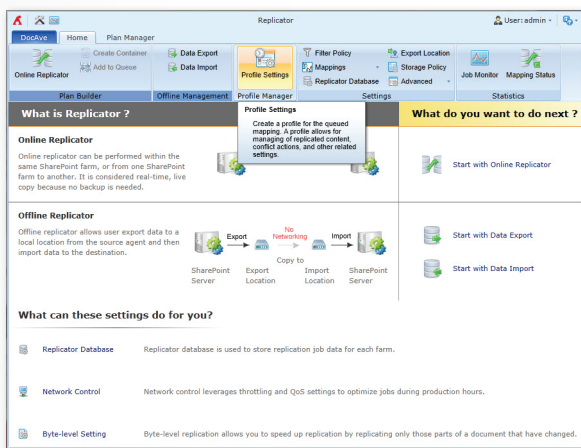 Replicator
User: admin
DocAve
Home
Plan Manager
Online Replicator
Create Container
Add to Queue
Plan Builder
Data Export
Data Import
Offline Management
Profile Settings
Profile Manager
Filter Policy
Mappings
Replicator Database
Export Location
Storage Policy
Advanced
Settings
Job Monitor
Mapping Status
Statistics
What is Replicator ?
Profile Settings
Create a profile for the queued
mapping. A profile allows for
managing of replicated content,
conflict actions, and other related
settings.
What do you want to do next ?
Online Replicator
Online replicator can be performed within the
same SharePoint farm, or from one SharePoint
farm to another. It is considered real-time, live
copy because no backup is needed.
Start with Online Replicator
Offline Replicator
Offline replicator allows user export data to a
local location from the source agent and then
import data to the destination.
Export
No
Networking
Import
Copy to
SharePoint
Server
Export
Location
Import
Location
SharePoint
Server
Start with Data Export
Start with Data Import
What can these settings do for you?
Replicator Database
Replicator database is used to store replication job data for each farm.
Network Control
Network control leverages throttling and QoS settings to optimize jobs during production hours.
Byte-level Setting
Byte-level replication allows you to speed up replication by replicating only those parts of a document that have changed.